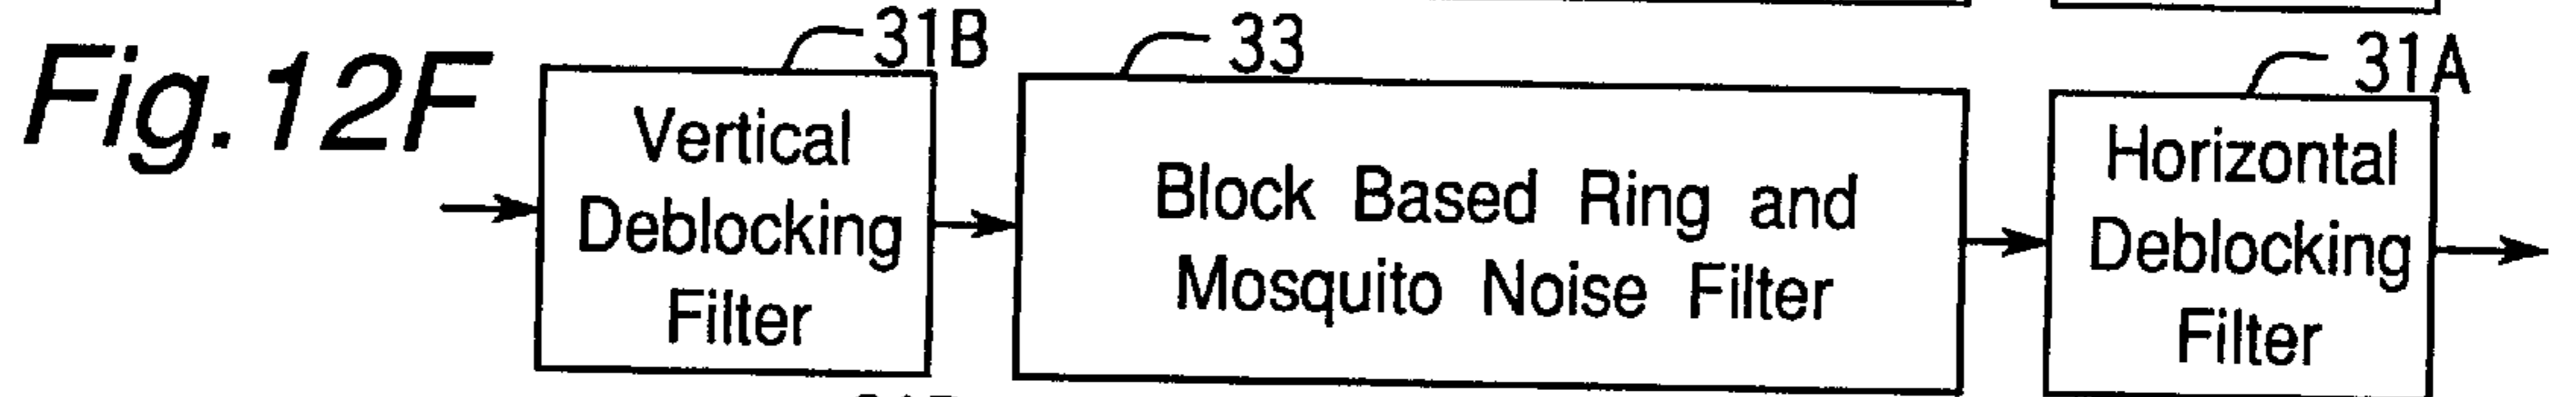 Fig.12F
31B
33
31A
Vertical
Deblocking
Filter
Block Based Ring and
Mosquito Noise Filter
Horizontal
Deblocking
Filter